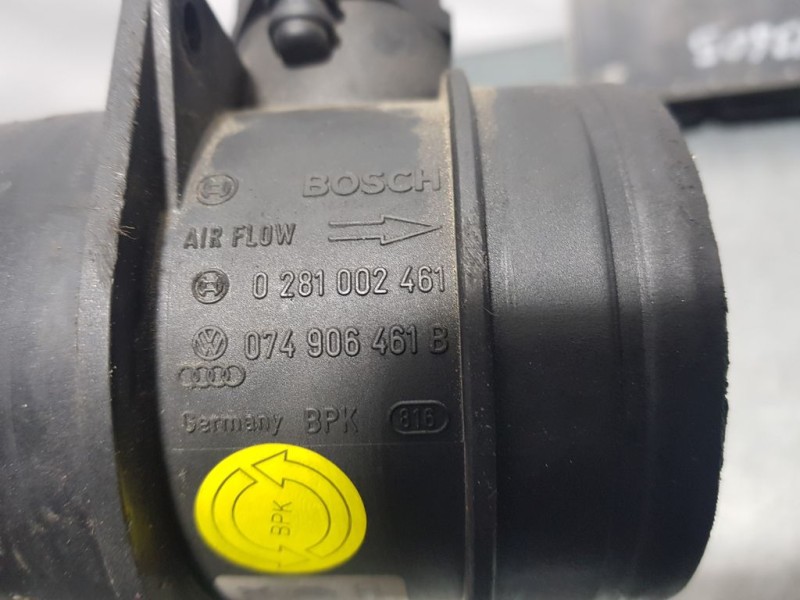 BOSCH
AIR FLOW
0 281 002 461
074 906 461 B
Germany BPK 816
BPK